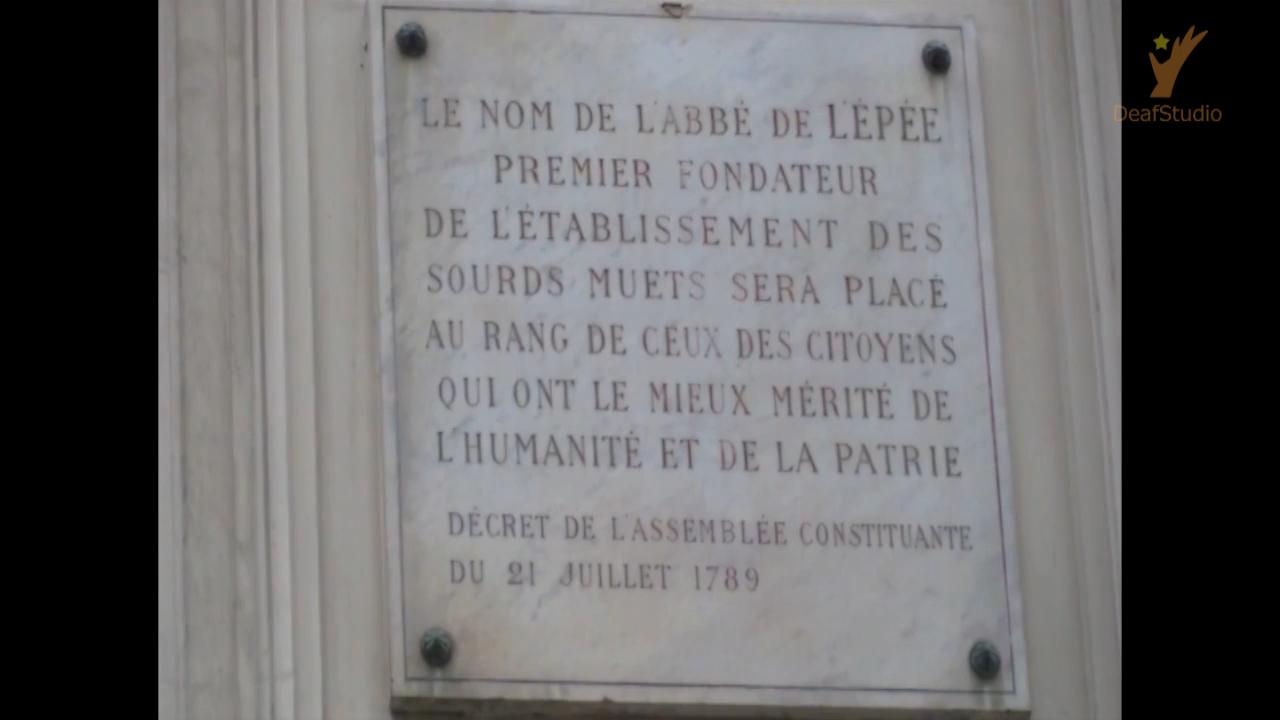 LE NOM DE L'ABBÉ DE L'ÉPÉE
PREMIER FONDATEUR
DE L'ÉTABLISSEMENT DES
SOURDS MUETS SERA PLACÉ
AU RANG DE CEUX DES CITOYENS
QUI ONT LE MIEUX MÉRITÉ DE
L'HUMANITÉ ET DE LA PATRIE
DÉCRET DE L'ASSEMBLÉE CONSTITUANTE
DU 21 JUILLET 1789
DeafStudio